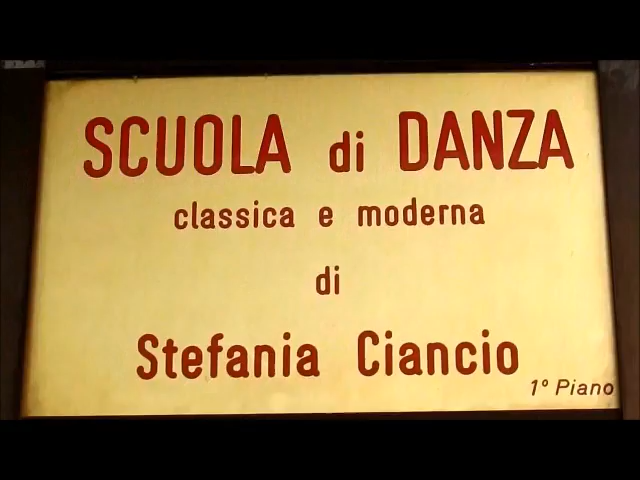 SCUOLA di DANZA
classica e moderna
di
Stefania Ciancio
1° Piano